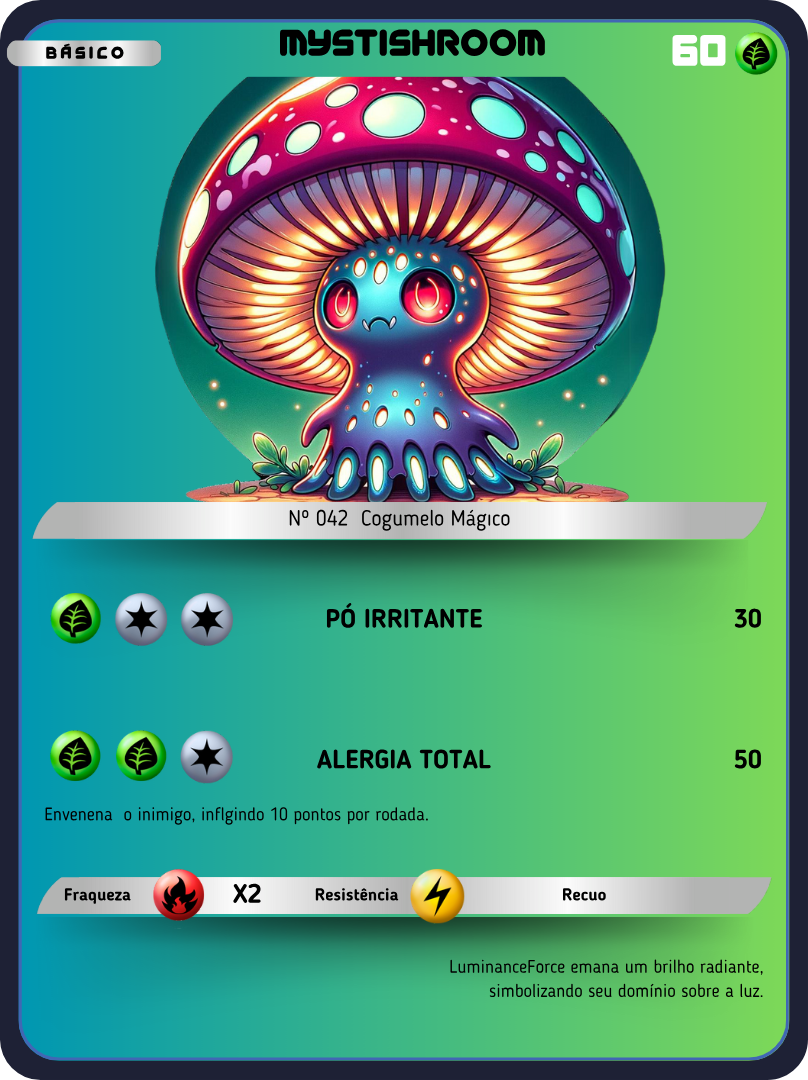 MYSTISHROOM
BÁSICO
60
Nº 042 Cogumelo Mágico
PÓ IRRITANTE 30
ALERGIA TOTAL 50
Envenena o inimigo, inflgindo 10 pontos por rodada.
Fraqueza X2 Resistência Recuo
LuminanceForce emana um brilho radiante,
simbolizando seu domínio sobre a luz.